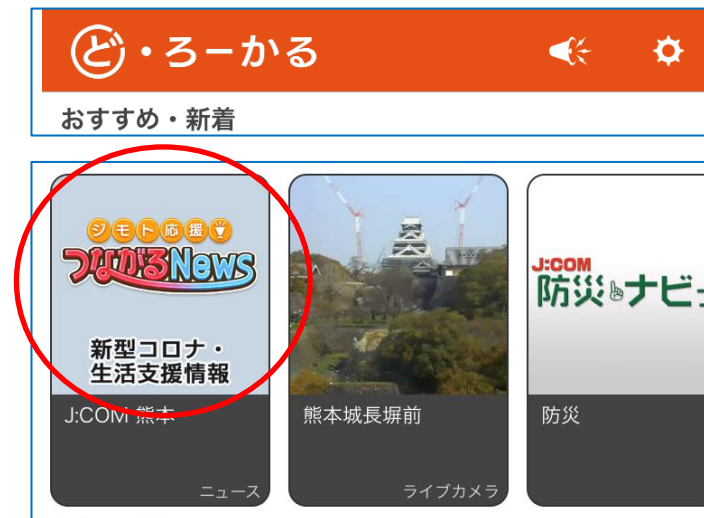 ど・ろーかる
おすすめ・新着
ジモト応援
つながるNews
新型コロナ・
生活支援情報
J:COM 熊本
ニュース
熊本城長塀前
ライブカメラ
J:COM
防災ナビ
防災